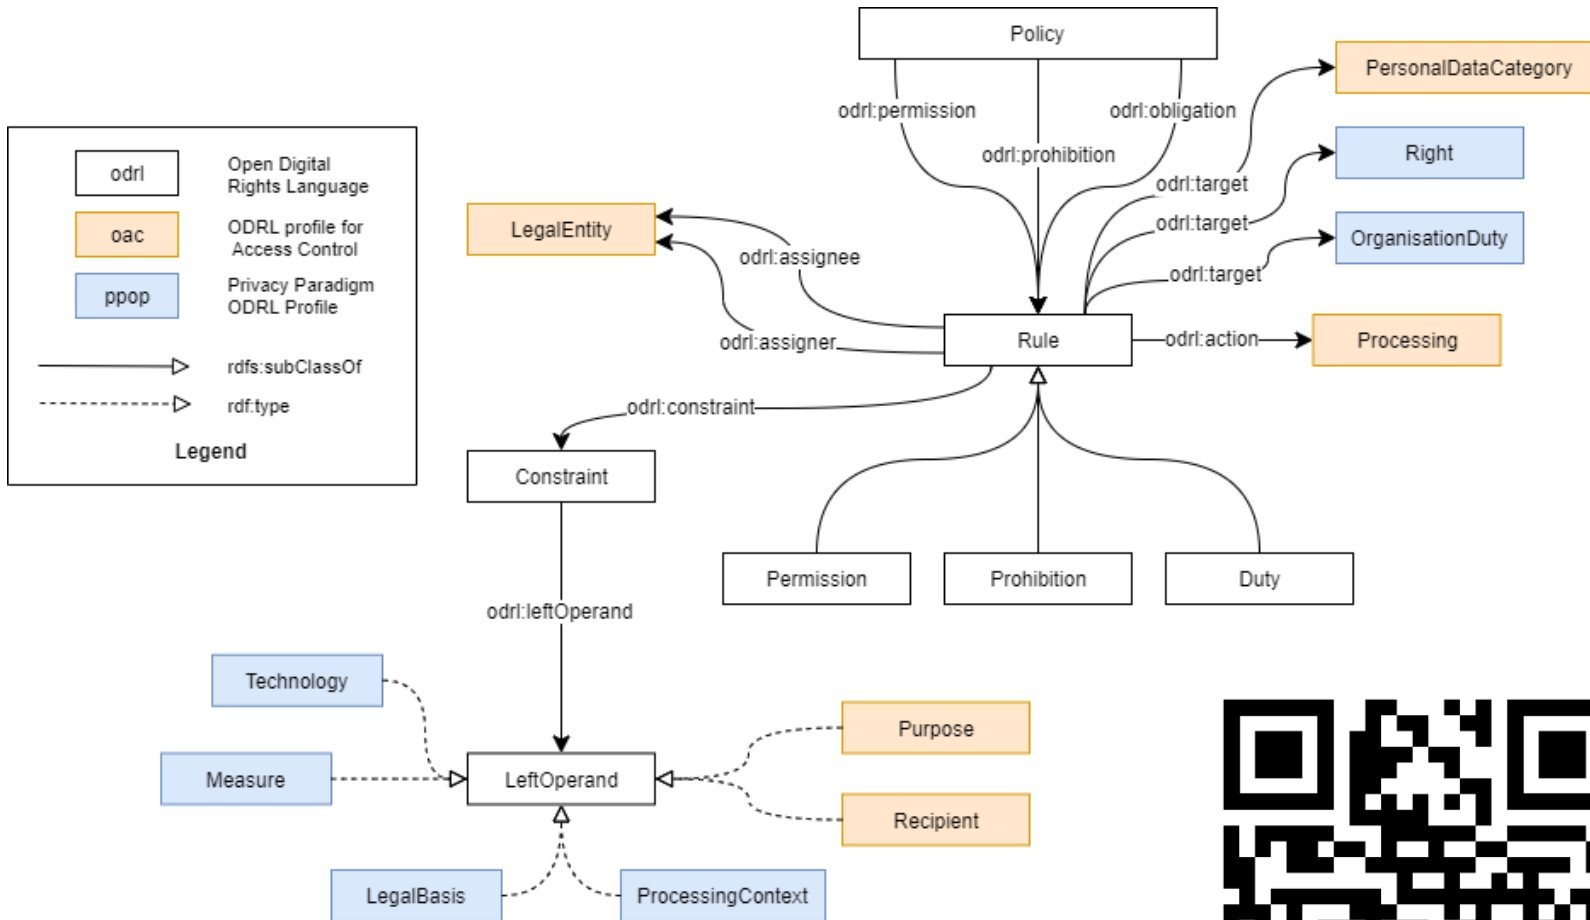 Policy
PersonalDataCategory
odrl:permission
odrl:obligation
odrl:prohibition
Right
odrl:target
odrl:target
OrganisationDuty
odrl:target
odrl
Open Digital
Rights Language
oac
ODRL profile for
Access Control
ppop
Privacy Paradigm
ODRL Profile
rdfs:subClassOf
rdf:type
Legend
LegalEntity
odrl:assignee
odrl:assigner
Rule
odrl:action
Processing
odrl:constraint
Constraint
Permission
Prohibition
Duty
odrl:leftOperand
Technology
Purpose
Measure
LeftOperand
Recipient
LegalBasis
ProcessingContext